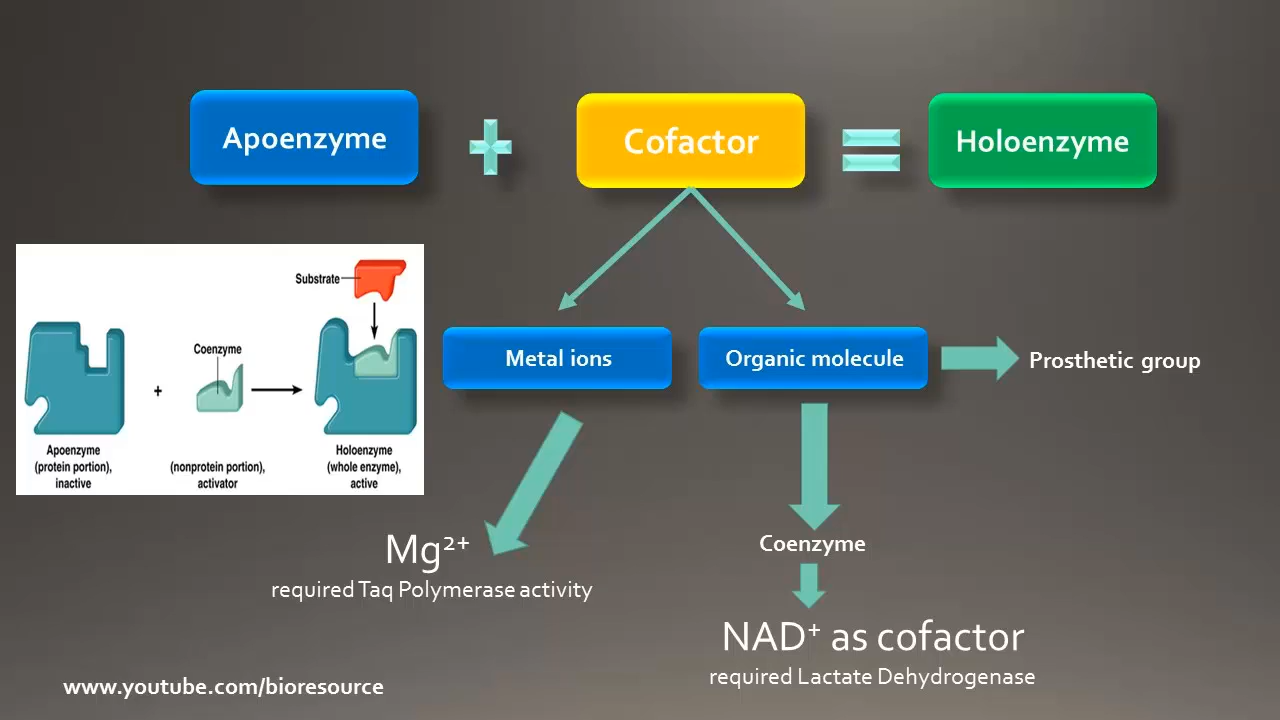 Apoenzyme
+
Cofactor
=
Holoenzyme
Substrate
Coenzyme
+
Apoenzyme
(protein portion),
inactive
(nonprotein portion),
activator
Holoenzyme
(whole enzyme),
active
Metal ions
Organic molecule
Prosthetic group
Mg²⁺
required Taq Polymerase activity
Coenzyme
NAD⁺ as cofactor
required Lactate Dehydrogenase
www.youtube.com/bioresource